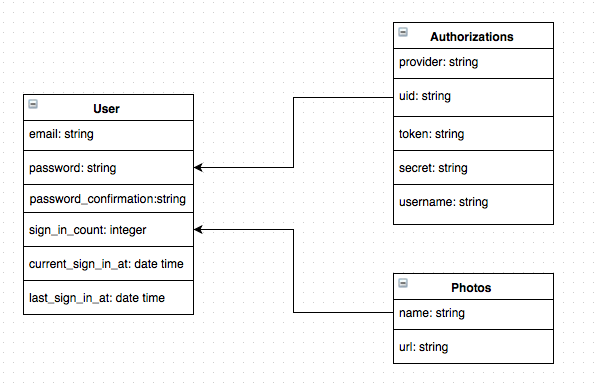 User
email: string
password: string
password_confirmation:string
sign_in_count: integer
current_sign_in_at: date time
last_sign_in_at: date time
Authorizations
provider: string
uid: string
token: string
secret: string
username: string
Photos
name: string
url: string